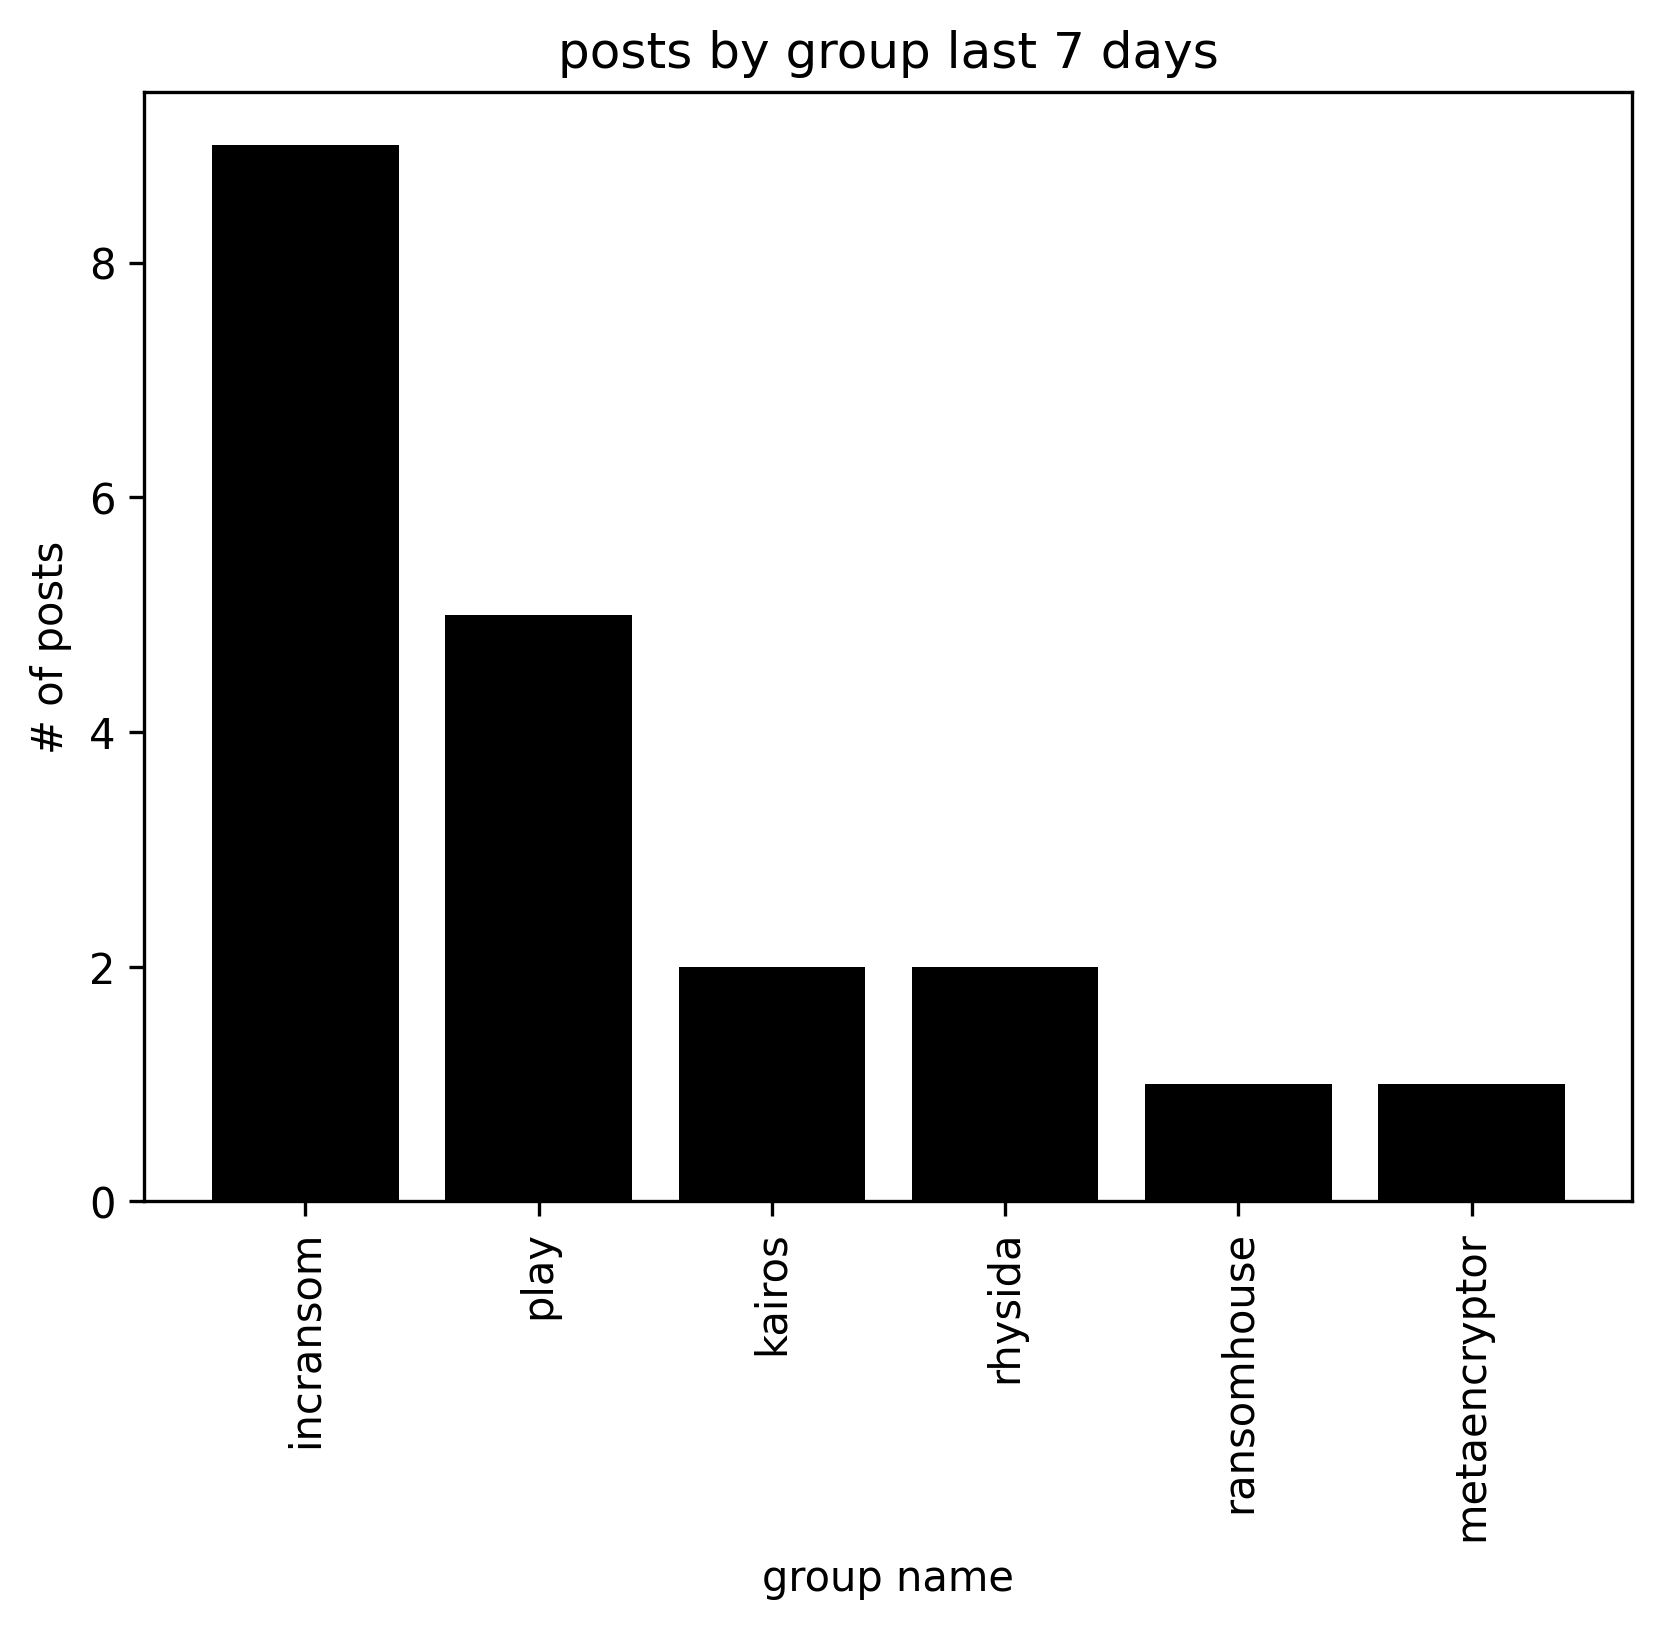 posts by group last 7 days
# of posts
8
6
4
2
0
incransom
play
kairos
rhysida
ransomhouse
metaencryptor
group name